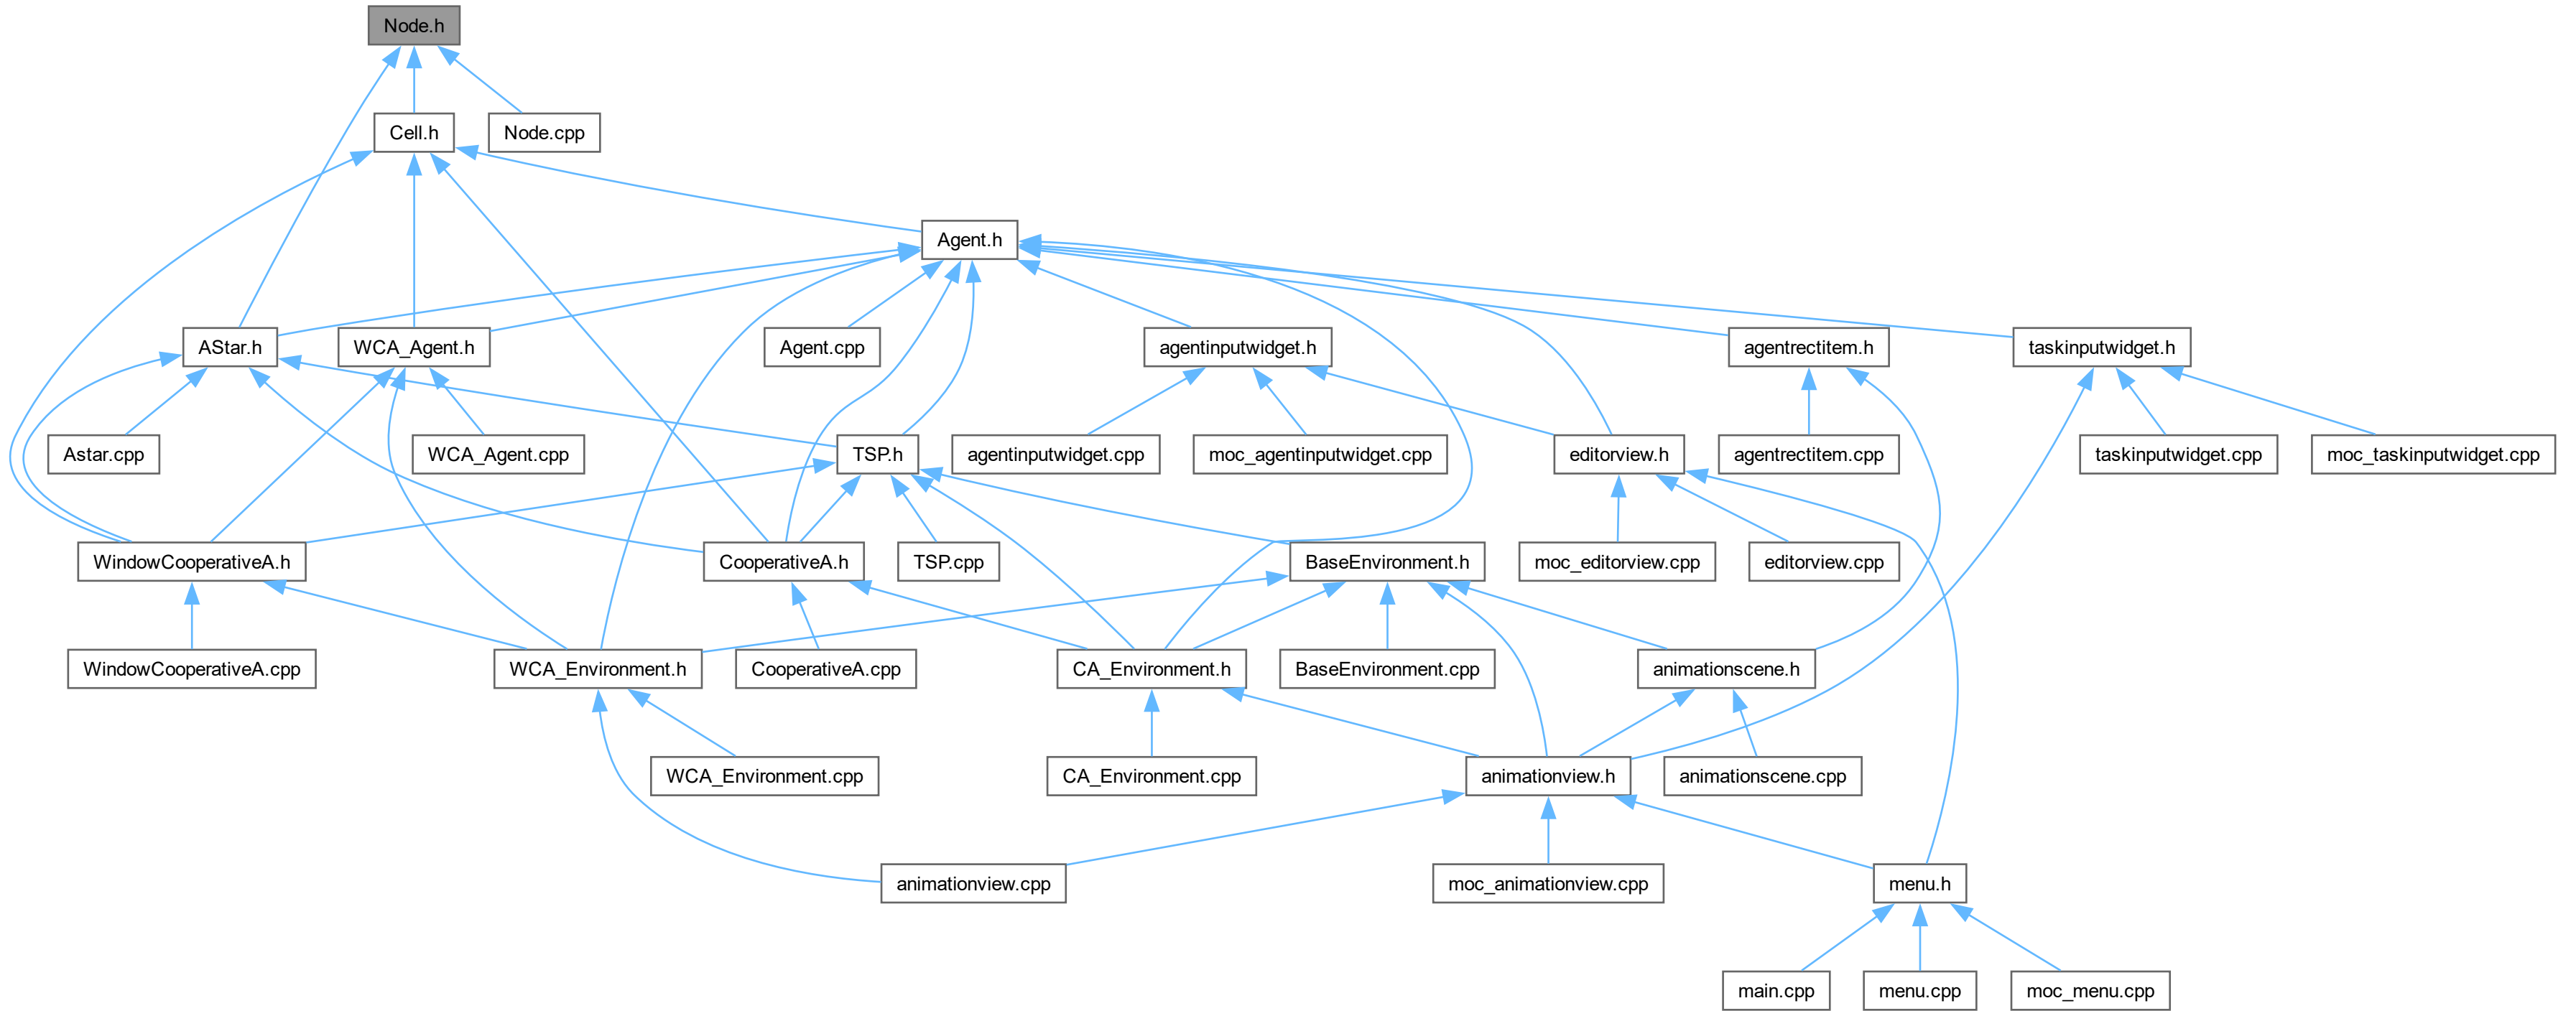 Node.h
Cell.h
Node.cpp
Agent.h
AStar.h
WCA_Agent.h
Agent.cpp
agentinputwidget.h
agentrectitem.h
taskinputwidget.h
Astar.cpp
WCA_Agent.cpp
TSP.h
agentinputwidget.cpp
moc_agentinputwidget.cpp
editorview.h
agentrectitem.cpp
taskinputwidget.cpp
moc_taskinputwidget.cpp
WindowCooperativeA.h
CooperativeA.h
TSP.cpp
BaseEnvironment.h
moc_editorview.cpp
editorview.cpp
WindowCooperativeA.cpp
WCA_Environment.h
CooperativeA.cpp
CA_Environment.h
BaseEnvironment.cpp
animationscene.h
WCA_Environment.cpp
CA_Environment.cpp
animationview.h
animationscene.cpp
animationview.cpp
moc_animationview.cpp
menu.h
main.cpp
menu.cpp
moc_menu.cpp